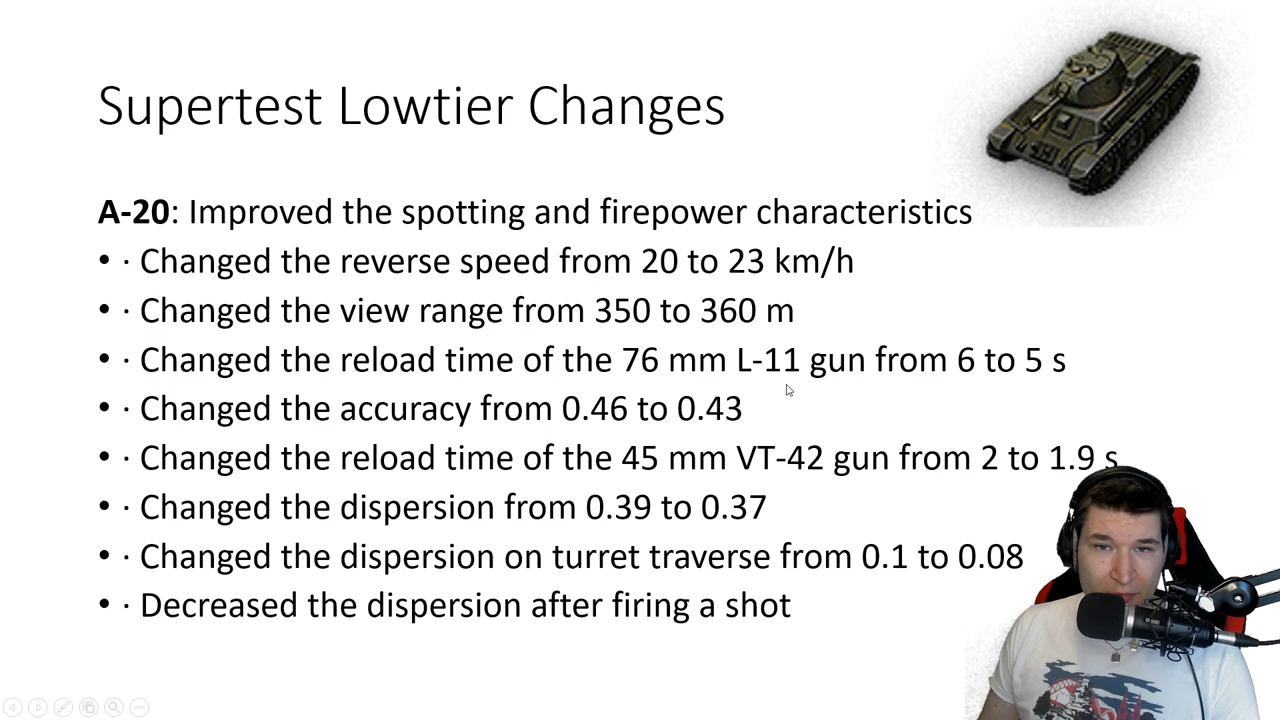 Supertest Lowtier Changes
A-20: Improved the spotting and firepower characteristics
• · Changed the reverse speed from 20 to 23 km/h
• · Changed the view range from 350 to 360 m
• · Changed the reload time of the 76 mm L-11 gun from 6 to 5 s
• · Changed the accuracy from 0.46 to 0.43
• · Changed the reload time of the 45 mm VT-42 gun from 2 to 1.9 s
• · Changed the dispersion from 0.39 to 0.37
• · Changed the dispersion on turret traverse from 0.1 to 0.08
• · Decreased the dispersion after firing a shot